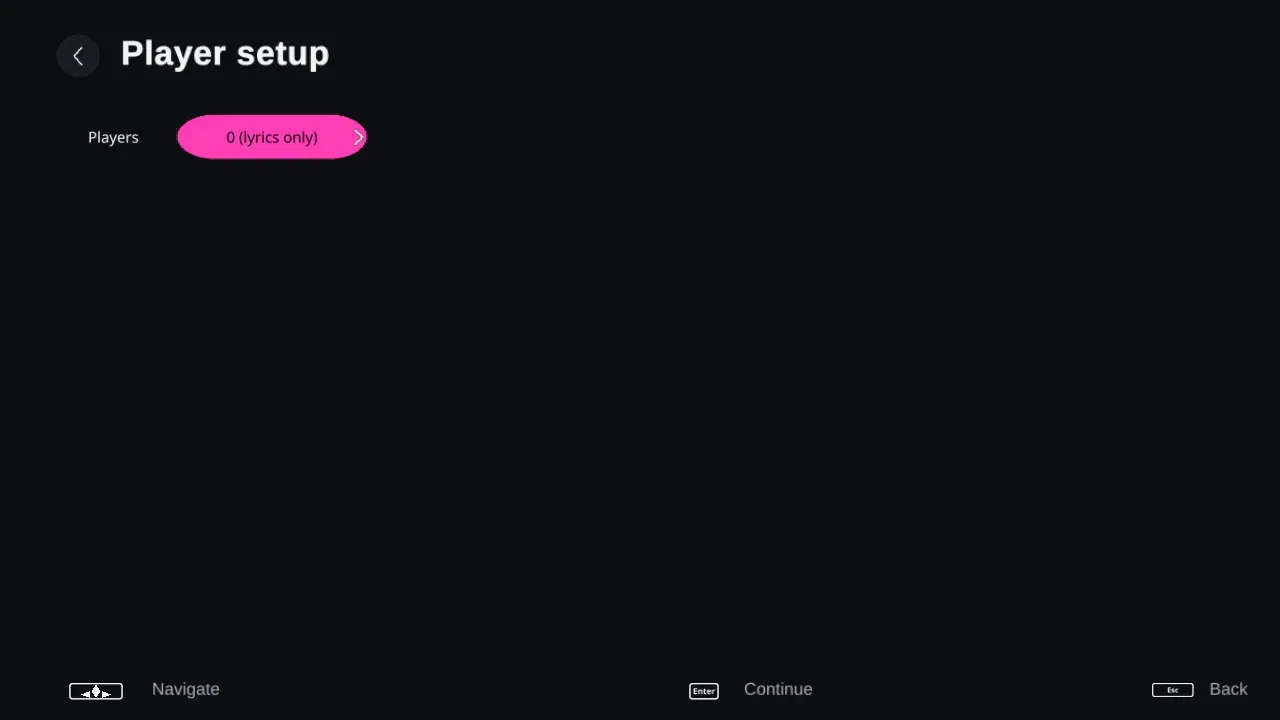 Player setup
Players
0 (lyrics only)
Navigate
Enter
Continue
Esc
Back